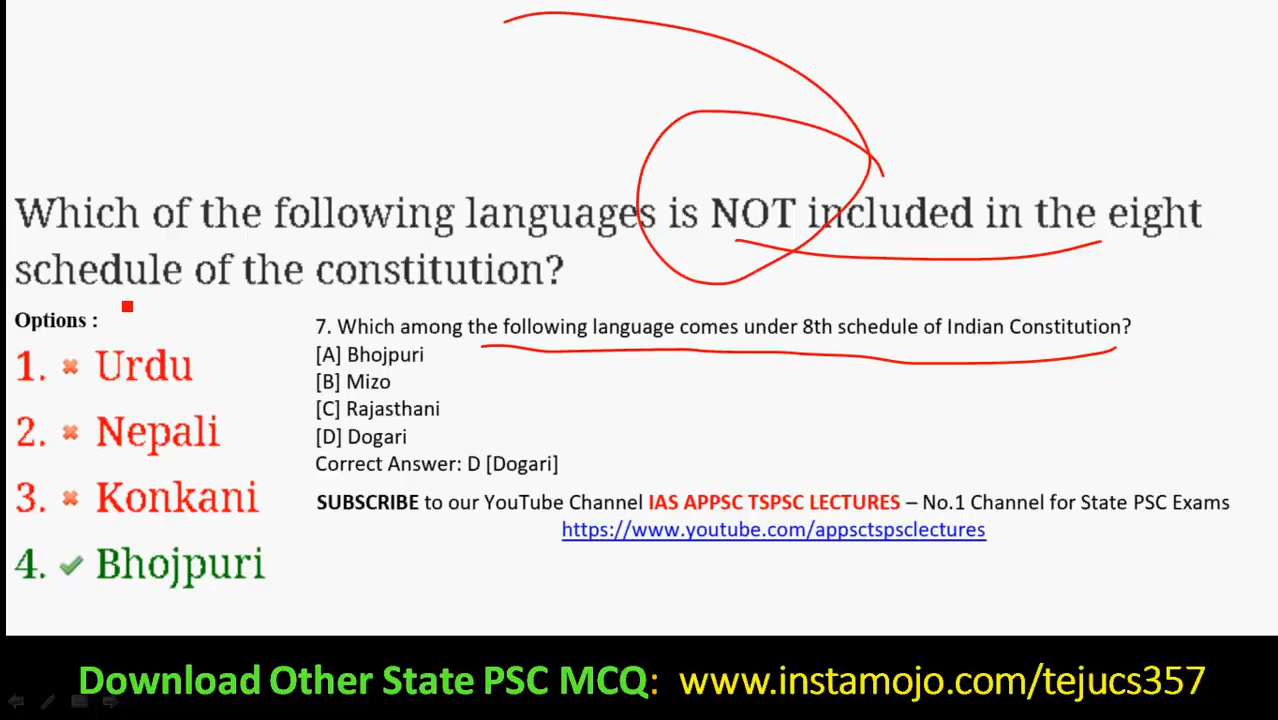 Which of the following languages is NOT included in the eight
schedule of the constitution?
Options :
1. Urdu
2. Nepali
3. Konkani
4. Bhojpuri
7. Which among the following language comes under 8th schedule of Indian Constitution?
[A] Bhojpuri
[B] Mizo
[C] Rajasthani
[D] Dogari
Correct Answer: D [Dogari]
SUBSCRIBE to our YouTube Channel IAS APPSC TSPSC LECTURES – No.1 Channel for State PSC Exams
https://www.youtube.com/appsctspsclectures
Download Other State PSC MCQ: www.instamojo.com/tejucs357